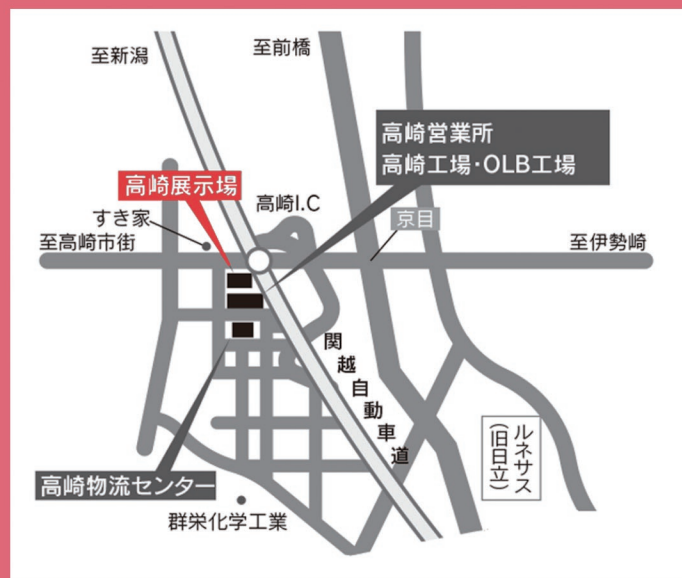 至新潟
至前橋
高崎営業所
高崎工場・OLB工場
高崎展示場
高崎I.C
すき家
京目
至高崎市街
至伊勢崎
関越自動車道
ルネサス
(旧日立)
高崎物流センター
群栄化学工業